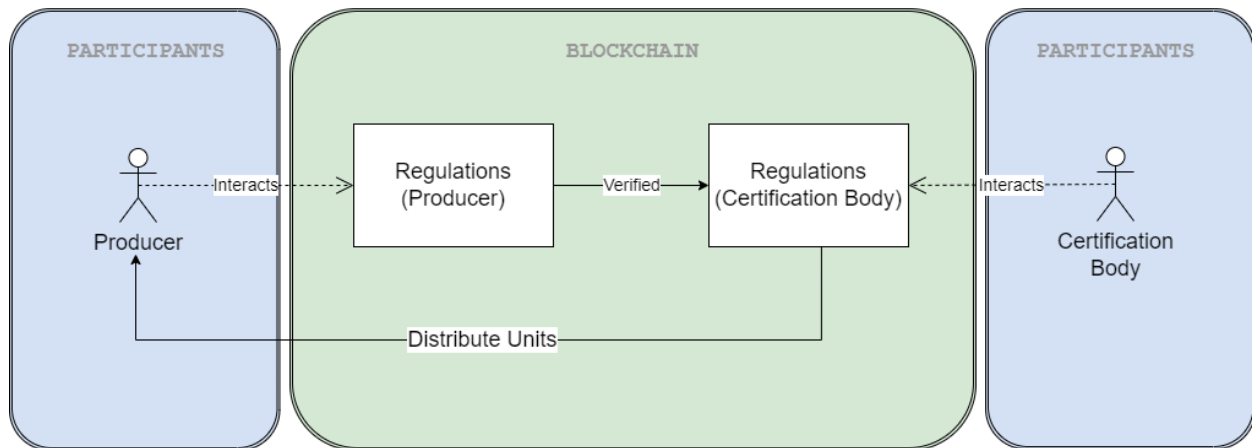 PARTICIPANTS
BLOCKCHAIN
PARTICIPANTS
Producer
Interacts
Regulations
(Producer)
Verified
Regulations
(Certification Body)
Interacts
Certification
Body
Distribute Units